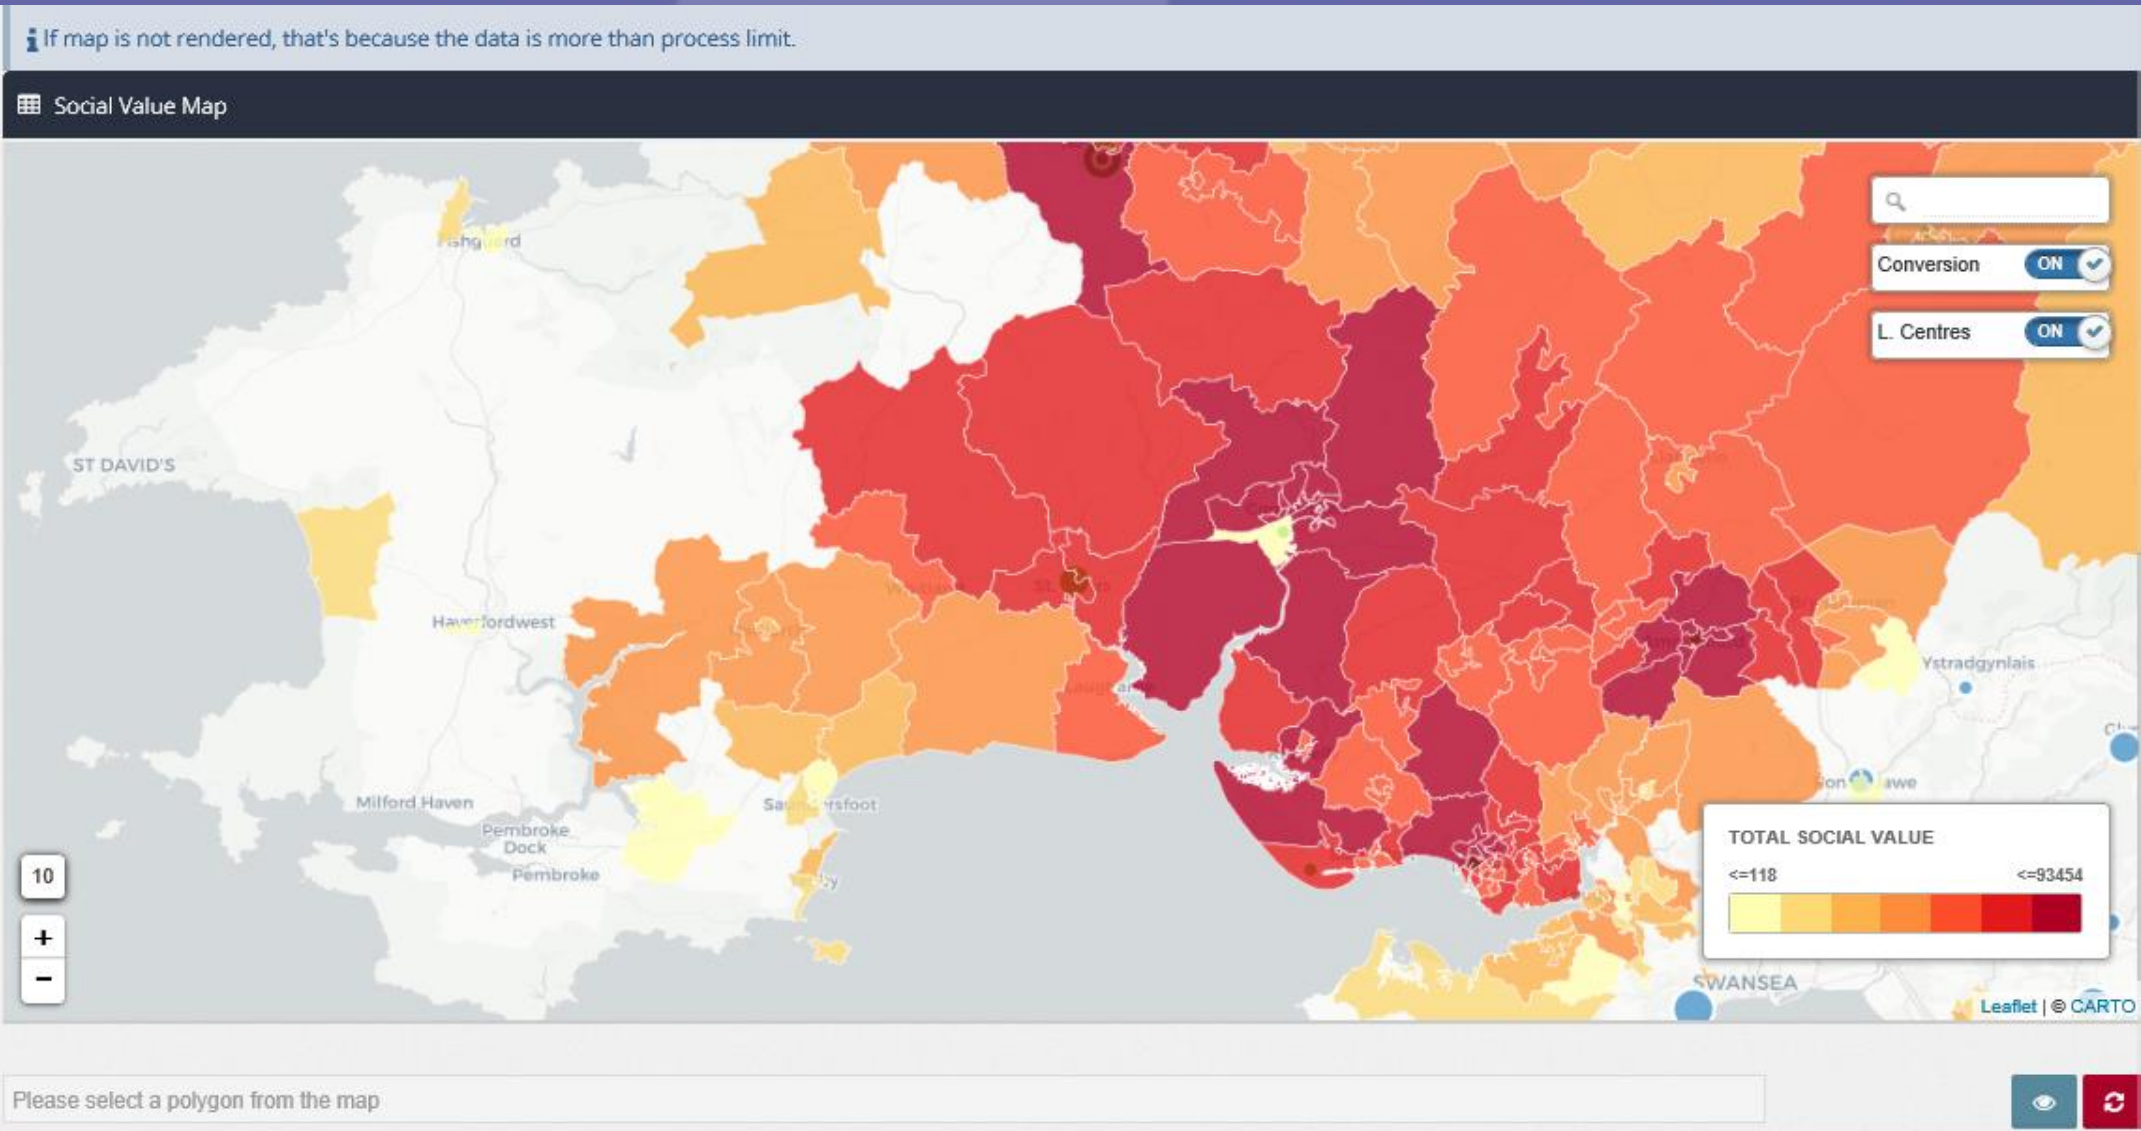 If map is not rendered, that's because the data is more than process limit.
Social Value Map
Conversion ON
L. Centres ON
ST DAVID'S
Ystradgynlais
Milford Haven
Pembroke
Dock
Pembroke
TOTAL SOCIAL VALUE
<=118 <=93454
10
+
−
SWANSEA
Leaflet | © CARTO
Please select a polygon from the map